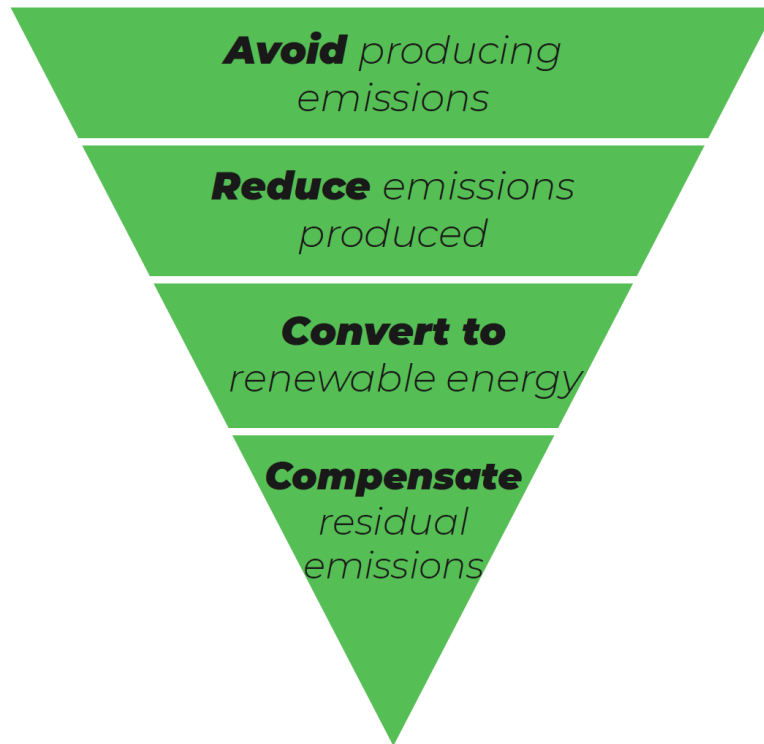 Avoid producing
emissions
Reduce emissions
produced
Convert to
renewable energy
Compensate
residual
emissions